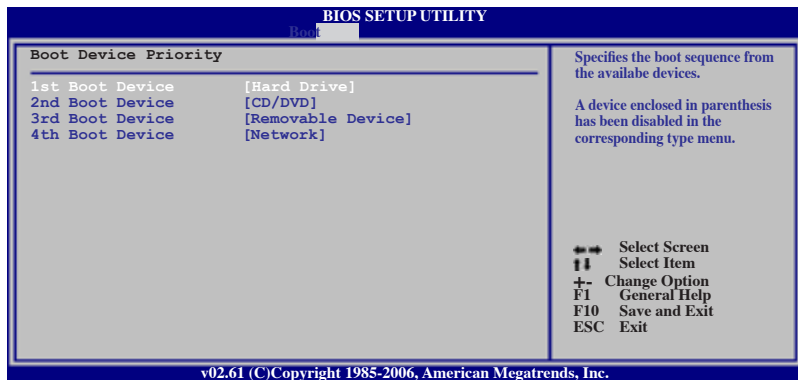 BIOS SETUP UTILITY
Boot
Boot Device Priority
1st Boot Device [Hard Drive]
2nd Boot Device [CD/DVD]
3rd Boot Device [Removable Device]
4th Boot Device [Network]
Specifies the boot sequence from
the availabe devices.
A device enclosed in parenthesis
has been disabled in the
corresponding type menu.
←→ Select Screen
↑↓ Select Item
+- Change Option
F1 General Help
F10 Save and Exit
ESC Exit
v02.61 (C)Copyright 1985-2006, American Megatrends, Inc.